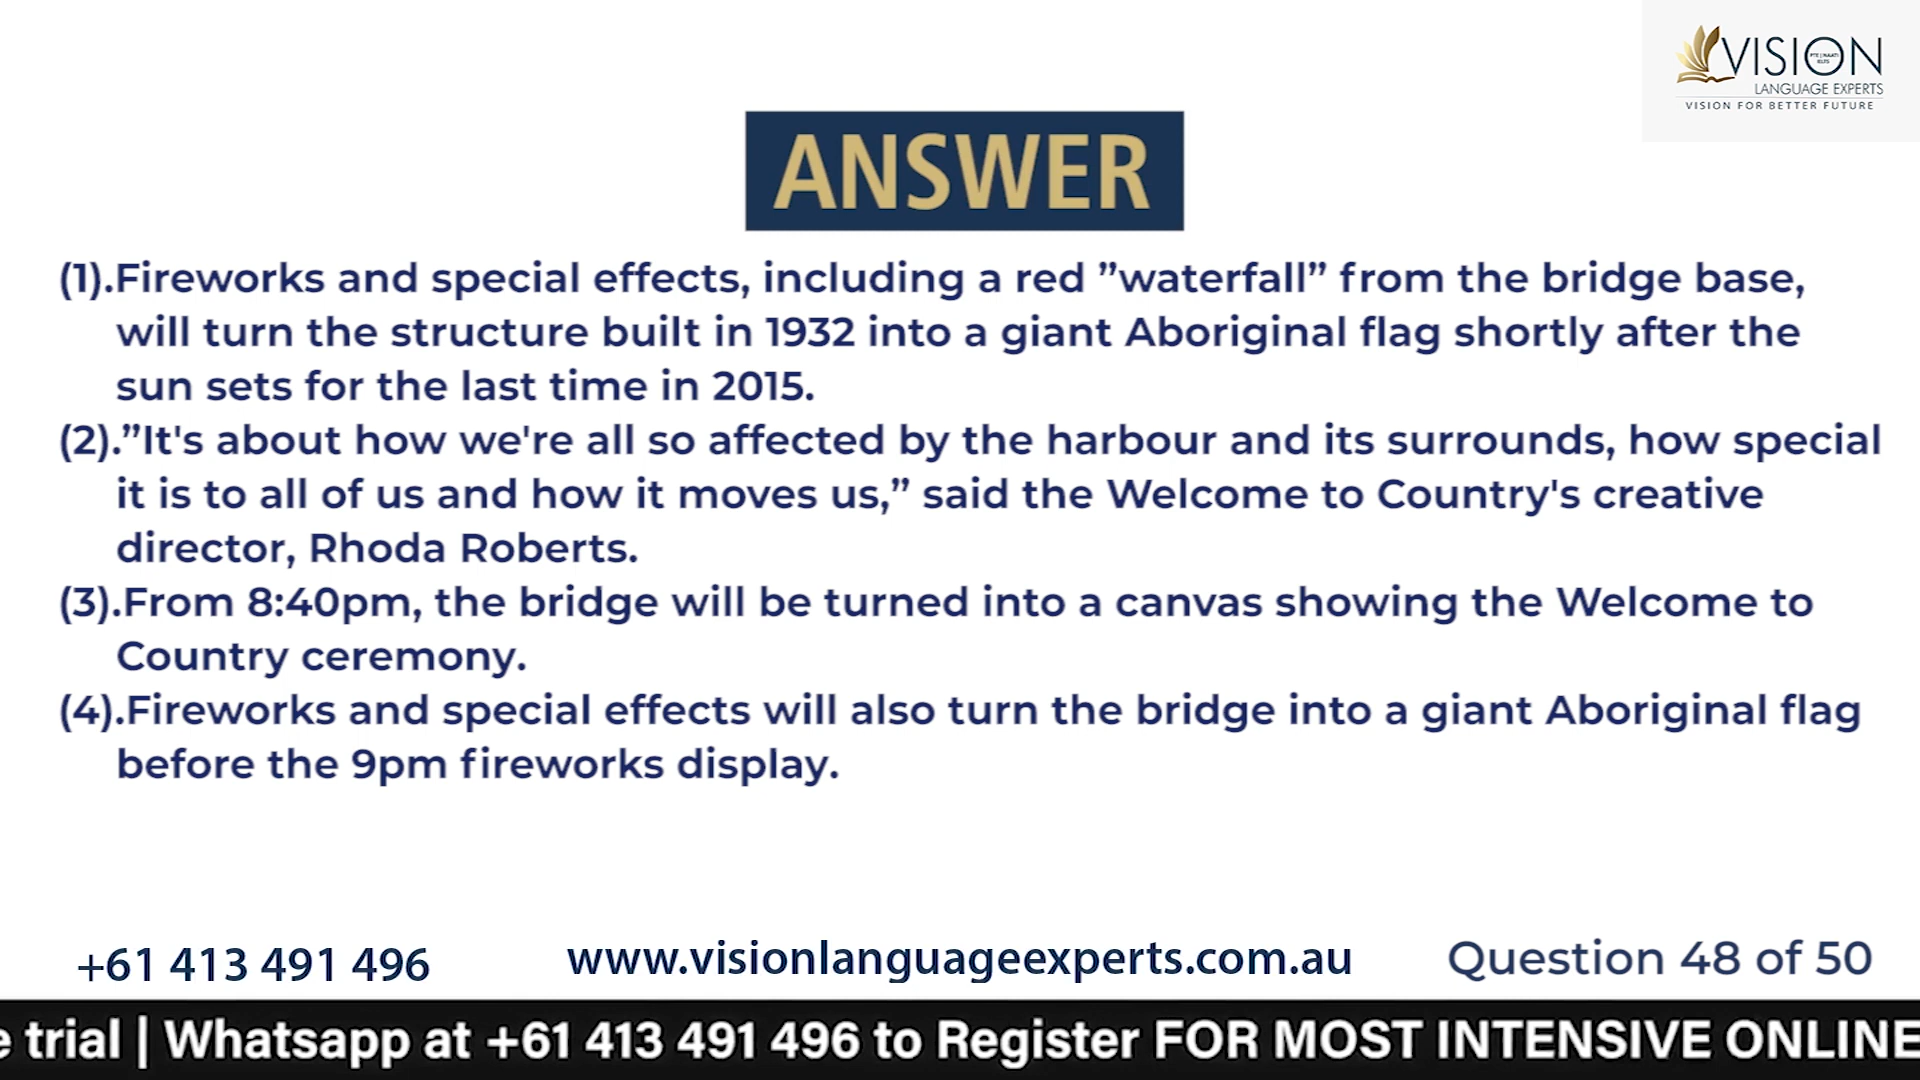 VISION
LANGUAGE EXPERTS
VISION FOR BETTER FUTURE
ANSWER
(1).Fireworks and special effects, including a red ”waterfall” from the bridge base,
will turn the structure built in 1932 into a giant Aboriginal flag shortly after the
sun sets for the last time in 2015.
(2).”It's about how we're all so affected by the harbour and its surrounds, how special
it is to all of us and how it moves us,” said the Welcome to Country's creative
director, Rhoda Roberts.
(3).From 8:40pm, the bridge will be turned into a canvas showing the Welcome to
Country ceremony.
(4).Fireworks and special effects will also turn the bridge into a giant Aboriginal flag
before the 9pm fireworks display.
+61 413 491 496
www.visionlanguageexperts.com.au
Question 48 of 50
e trial | Whatsapp at +61 413 491 496 to Register FOR MOST INTENSIVE ONLINE